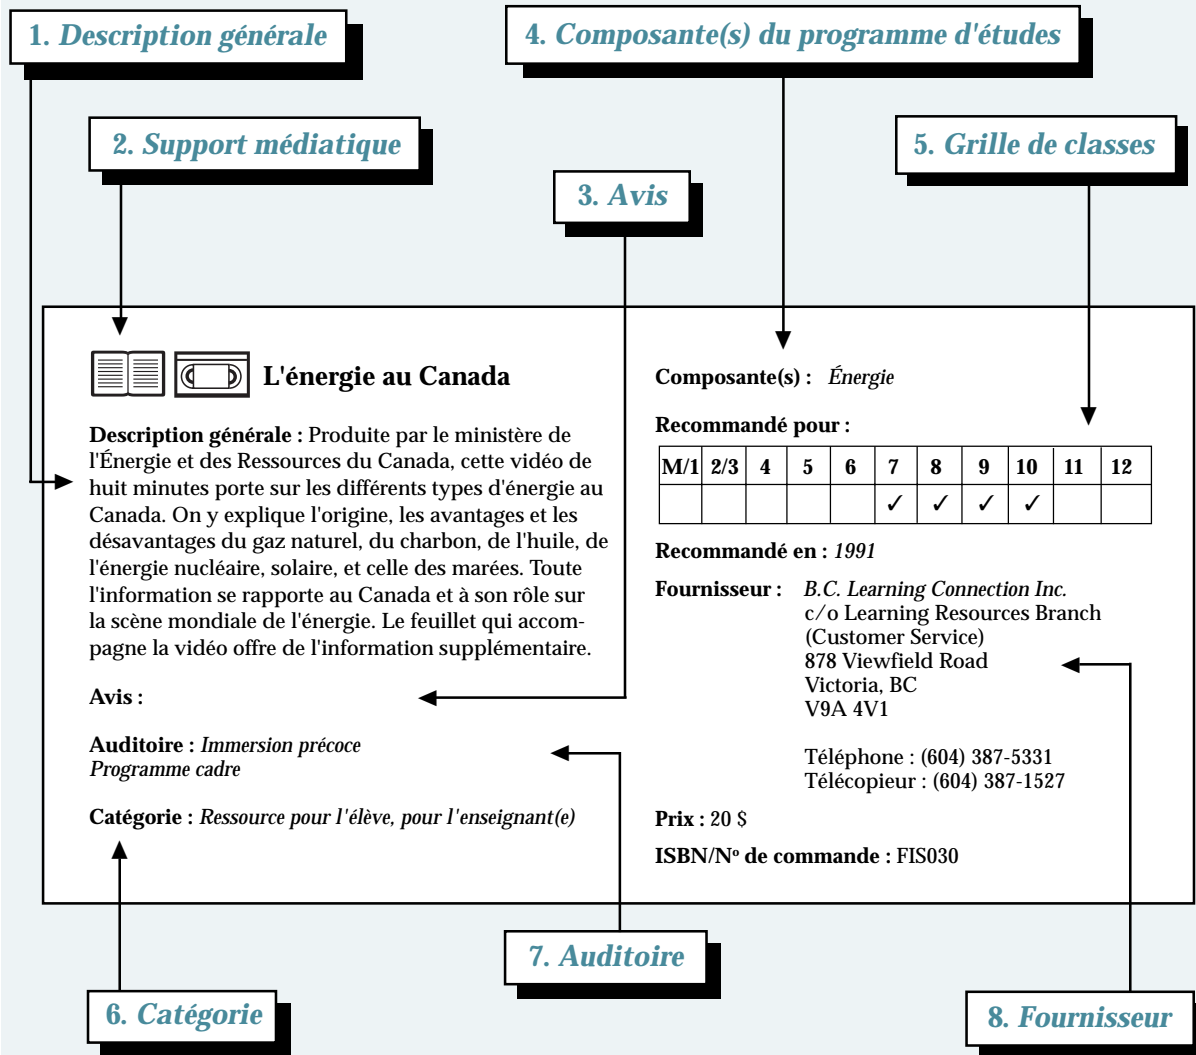 1. Description générale
4. Composante(s) du programme d'études
2. Support médiatique
5. Grille de classes
3. Avis
L'énergie au Canada
Description générale : Produite par le ministère de
l'Énergie et des Ressources du Canada, cette vidéo de
huit minutes porte sur les différents types d'énergie au
Canada. On y explique l'origine, les avantages et les
désavantages du gaz naturel, du charbon, de l'huile, de
l'énergie nucléaire, solaire, et celle des marées. Toute
l'information se rapporte au Canada et à son rôle sur
la scène mondiale de l'énergie. Le feuillet qui accom-
pagne la vidéo offre de l'information supplémentaire.
Avis :
Auditoire : Immersion précoce
Programme cadre
Catégorie : Ressource pour l'élève, pour l'enseignant(e)
Composante(s) : Énergie
Recommandé pour :
M/1 2/3 4 5 6 7 8 9 10 11 12
✓ ✓ ✓ ✓
Recommandé en : 1991
Fournisseur : B.C. Learning Connection Inc.
c/o Learning Resources Branch
(Customer Service)
878 Viewfield Road
Victoria, BC
V9A 4V1
Téléphone : (604) 387-5331
Télécopieur : (604) 387-1527
Prix : 20 $
ISBN/Nº de commande : FIS030
7. Auditoire
6. Catégorie
8. Fournisseur